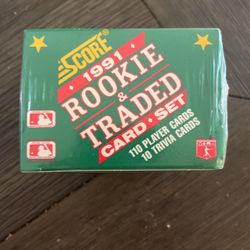 SCORE
1991
ROOKIE
&
TRADED
CARD • SET
110 PLAYER CARDS
10 TRIVIA CARDS